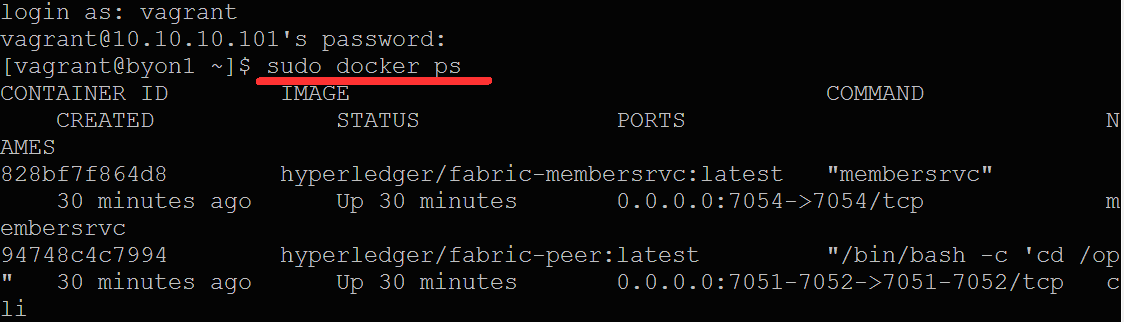 login as: vagrant
vagrant@10.10.10.101's password:
[vagrant@byon1 ~]$ sudo docker ps
CONTAINER ID        IMAGE                                  COMMAND
    CREATED             STATUS              PORTS                              N
AMES
828bf7f864d8        hyperledger/fabric-membersrvc:latest   "membersrvc"
    30 minutes ago      Up 30 minutes       0.0.0.0:7054->7054/tcp             m
embersrvc
94748c4c7994        hyperledger/fabric-peer:latest         "/bin/bash -c 'cd /op
"   30 minutes ago      Up 30 minutes       0.0.0.0:7051-7052->7051-7052/tcp   c
li